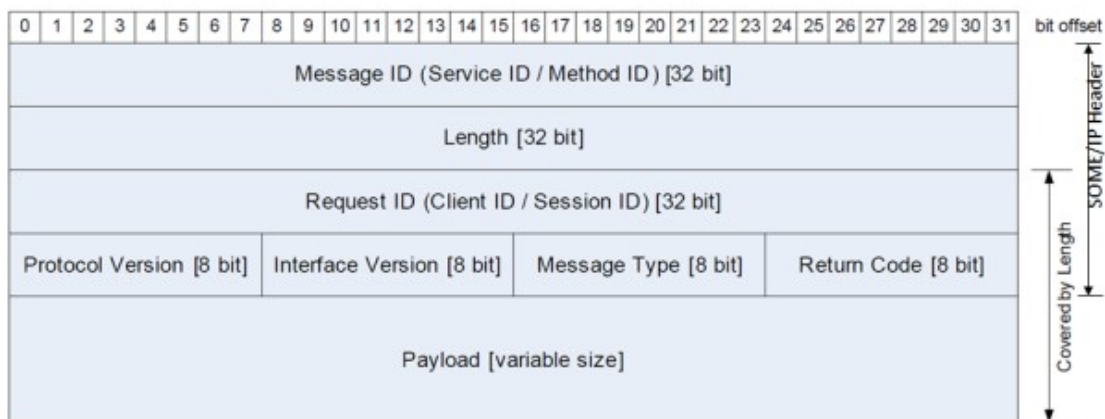 0 1 2 3 4 5 6 7 8 9 10 11 12 13 14 15 16 17 18 19 20 21 22 23 24 25 26 27 28 29 30 31 bit offset
Message ID (Service ID / Method ID) [32 bit]
Length [32 bit]
Request ID (Client ID / Session ID) [32 bit]
Protocol Version [8 bit] Interface Version [8 bit] Message Type [8 bit] Return Code [8 bit]
Payload [variable size]
SOME/IP Header
Covered by Length